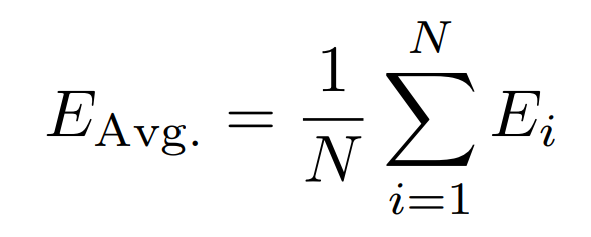 E_{Avg.} = \frac{1}{N} \sum_{i=1}^{N} E_i